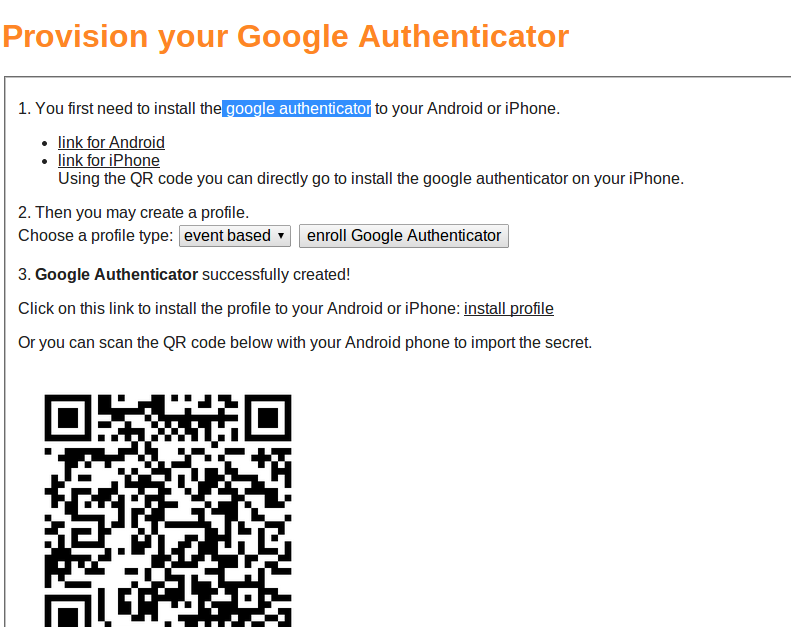 Provision your Google Authenticator
1. You first need to install the google authenticator to your Android or iPhone.
link for Android
link for iPhone
Using the QR code you can directly go to install the google authenticator on your iPhone.
2. Then you may create a profile.
Choose a profile type: event based enroll Google Authenticator
3. Google Authenticator successfully created!
Click on this link to install the profile to your Android or iPhone: install profile
Or you can scan the QR code below with your Android phone to import the secret.